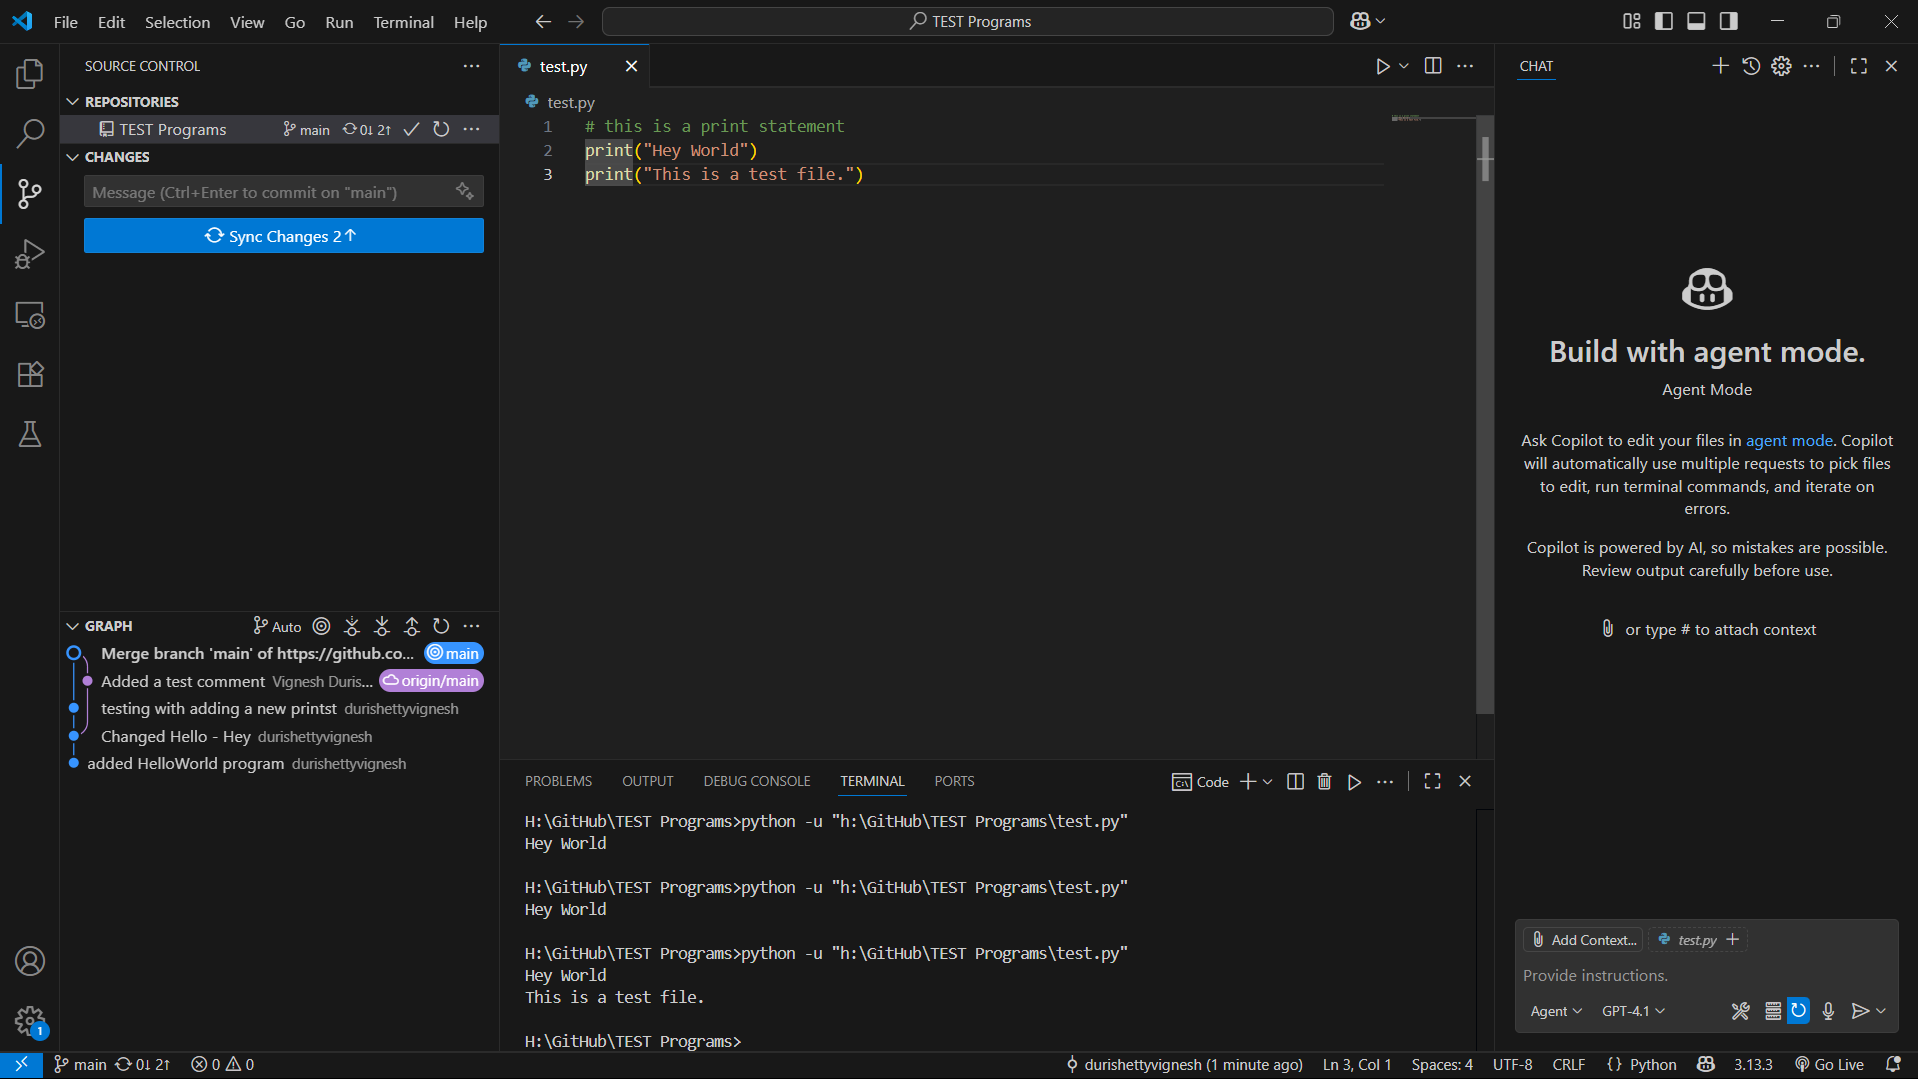 File Edit Selection View Go Run Terminal Help
TEST Programs
SOURCE CONTROL
REPOSITORIES
TEST Programs main 0↓ 2↑
CHANGES
Message (Ctrl+Enter to commit on "main")
Sync Changes 2↑
GRAPH
Auto
Merge branch 'main' of https://github.co... main
Added a test comment Vignesh Duris... origin/main
testing with adding a new printst durishettyvignesh
Changed Hello - Hey durishettyvignesh
added HelloWorld program durishettyvignesh
1
test.py
test.py
1 # this is a print statement
2 print("Hey World")
3 print("This is a test file.")
PROBLEMS OUTPUT DEBUG CONSOLE TERMINAL PORTS
Code
H:\GitHub\TEST Programs>python -u "h:\GitHub\TEST Programs\test.py"
Hey World
H:\GitHub\TEST Programs>python -u "h:\GitHub\TEST Programs\test.py"
Hey World
H:\GitHub\TEST Programs>python -u "h:\GitHub\TEST Programs\test.py"
Hey World
This is a test file.
H:\GitHub\TEST Programs>
CHAT
Build with agent mode.
Agent Mode
Ask Copilot to edit your files in agent mode. Copilot
will automatically use multiple requests to pick files
to edit, run terminal commands, and iterate on
errors.
Copilot is powered by AI, so mistakes are possible.
Review output carefully before use.
or type # to attach context
Add Context... test.py
Provide instructions.
Agent GPT-4.1
main 0↓ 2↑ 0 0
durishettyvignesh (1 minute ago) Ln 3, Col 1 Spaces: 4 UTF-8 CRLF {} Python 3.13.3 Go Live